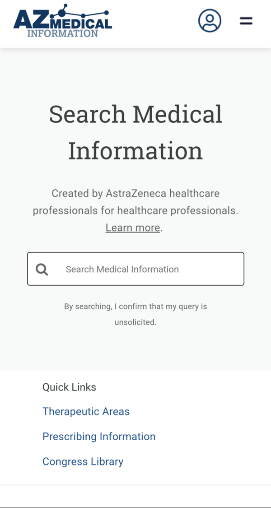 AZ MEDICAL
INFORMATION
Search Medical
Information
Created by AstraZeneca healthcare
professionals for healthcare professionals.
Learn more.
Search Medical Information
By searching, I confirm that my query is
unsolicited.
Quick Links
Therapeutic Areas
Prescribing Information
Congress Library